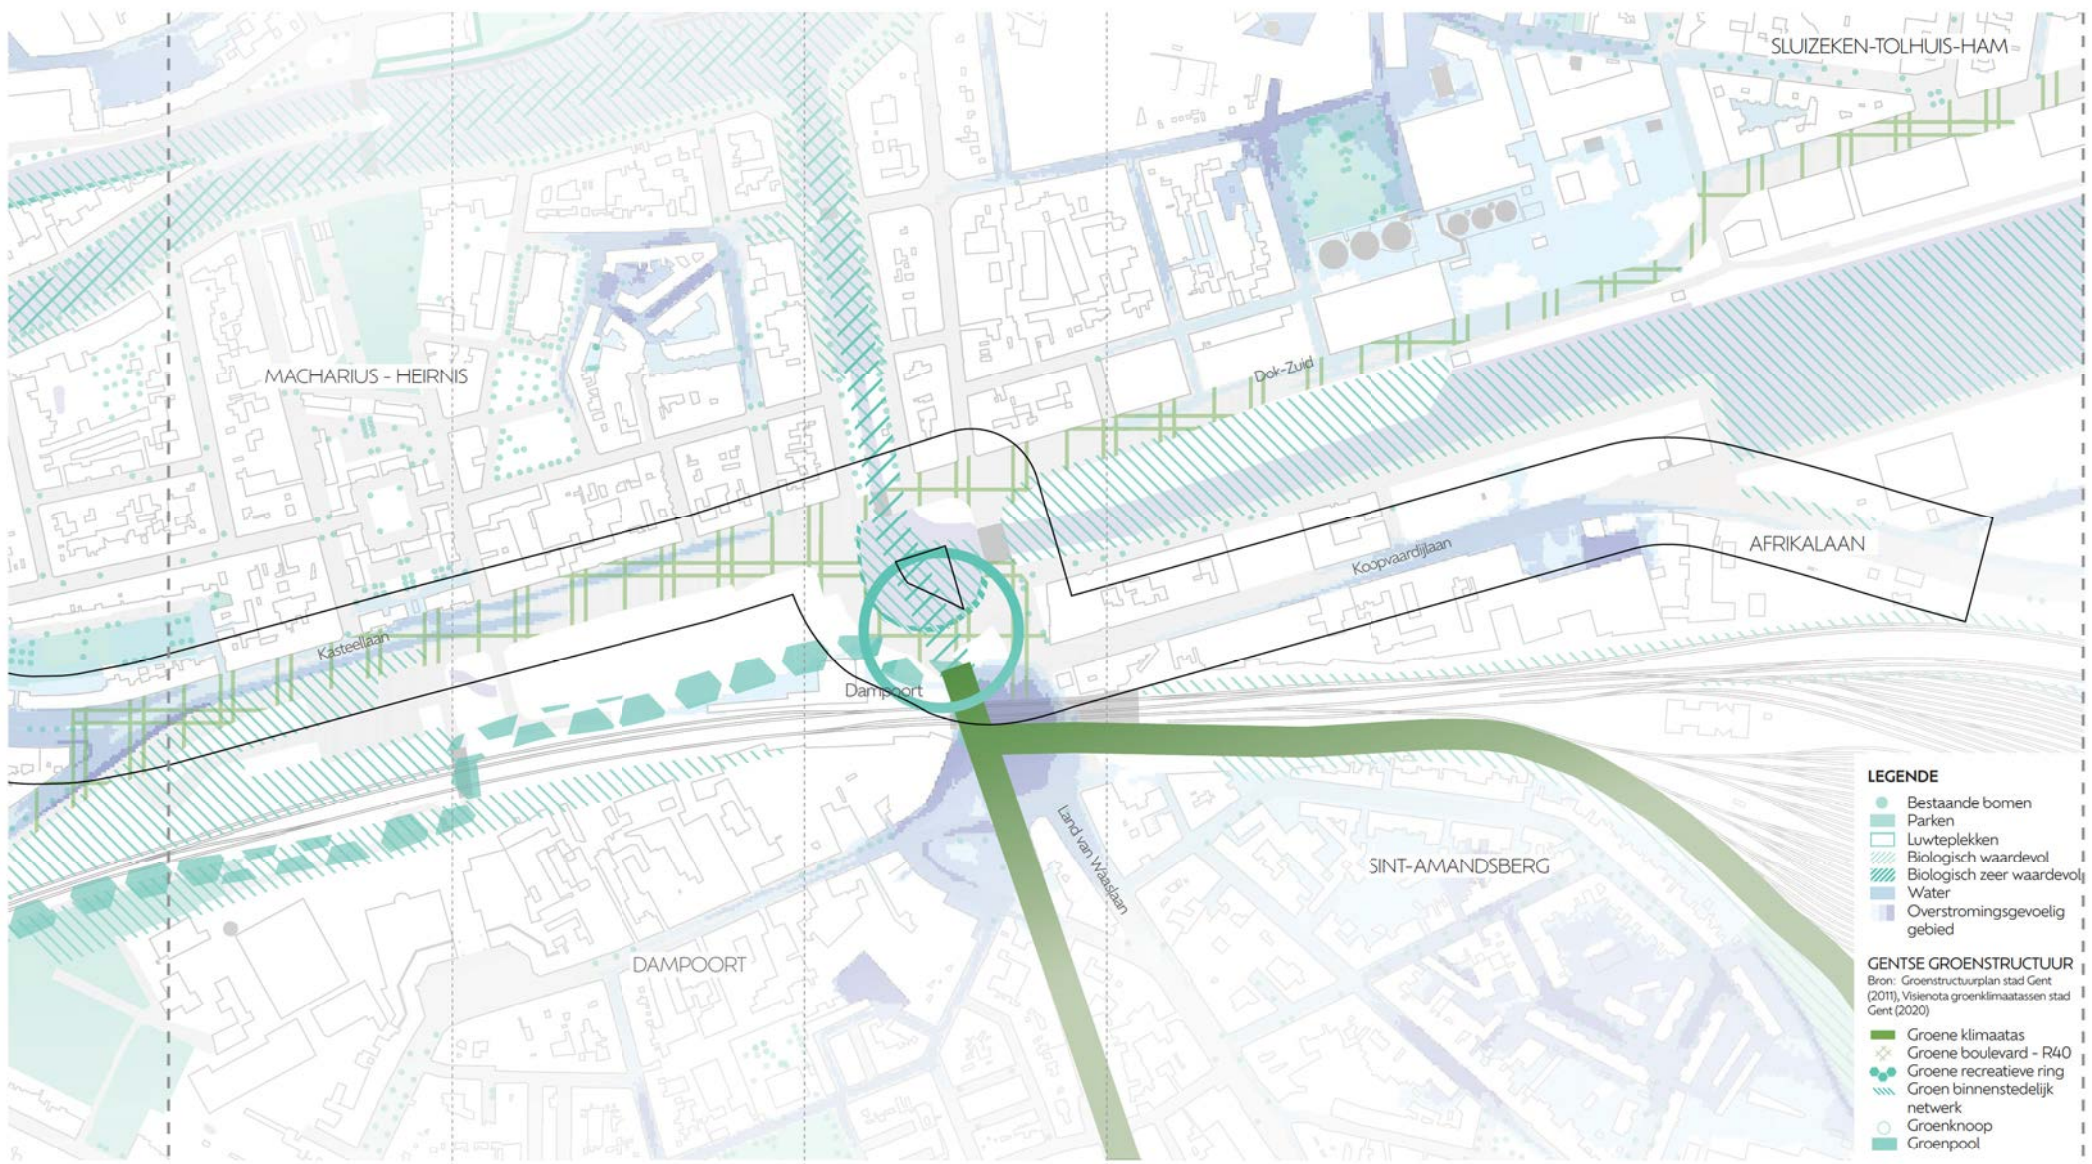 SLUIZEKEN-TOLHUIS-HAM
MACHARIUS - HEIRNIS
Dok-Zuid
Koopvaardijlaan
AFRIKALAAN
Kasteellaan
Dampoort
Land van Waaslaan
SINT-AMANDSBERG
DAMPOORT
LEGENDE
Bestaande bomen
Parken
Luwteplekken
Biologisch waardevol
Biologisch zeer waardevol
Water
Overstromingsgevoelig
gebied
GENTSE GROENSTRUCTUUR
Bron: Groenstructuurplan stad Gent
(2011), Visienota groenklimaatassen stad
Gent (2020)
Groene klimaatas
Groene boulevard - R40
Groene recreatieve ring
Groen binnenstedelijk
netwerk
Groenknoop
Groenpool